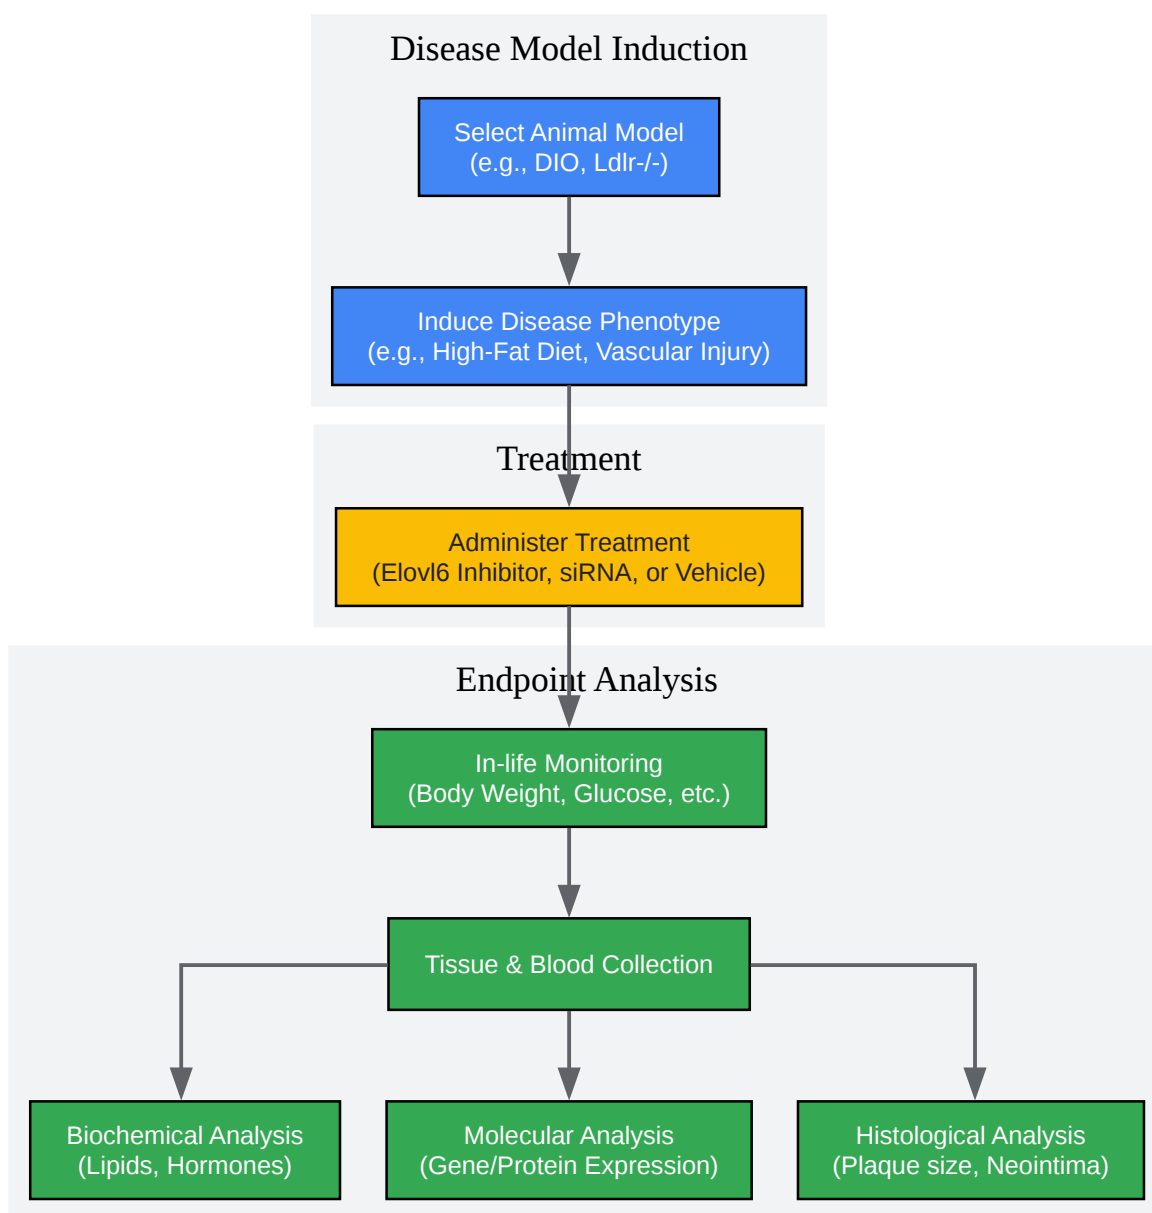 Disease Model Induction
Select Animal Model
(e.g., DIO, Ldlr-/-)
Induce Disease Phenotype
(e.g., High-Fat Diet, Vascular Injury)
Treatment
Administer Treatment
(Elovl6 Inhibitor, siRNA, or Vehicle)
Endpoint Analysis
In-life Monitoring
(Body Weight, Glucose, etc.)
Tissue & Blood Collection
Biochemical Analysis
(Lipids, Hormones)
Molecular Analysis
(Gene/Protein Expression)
Histological Analysis
(Plaque size, Neointima)